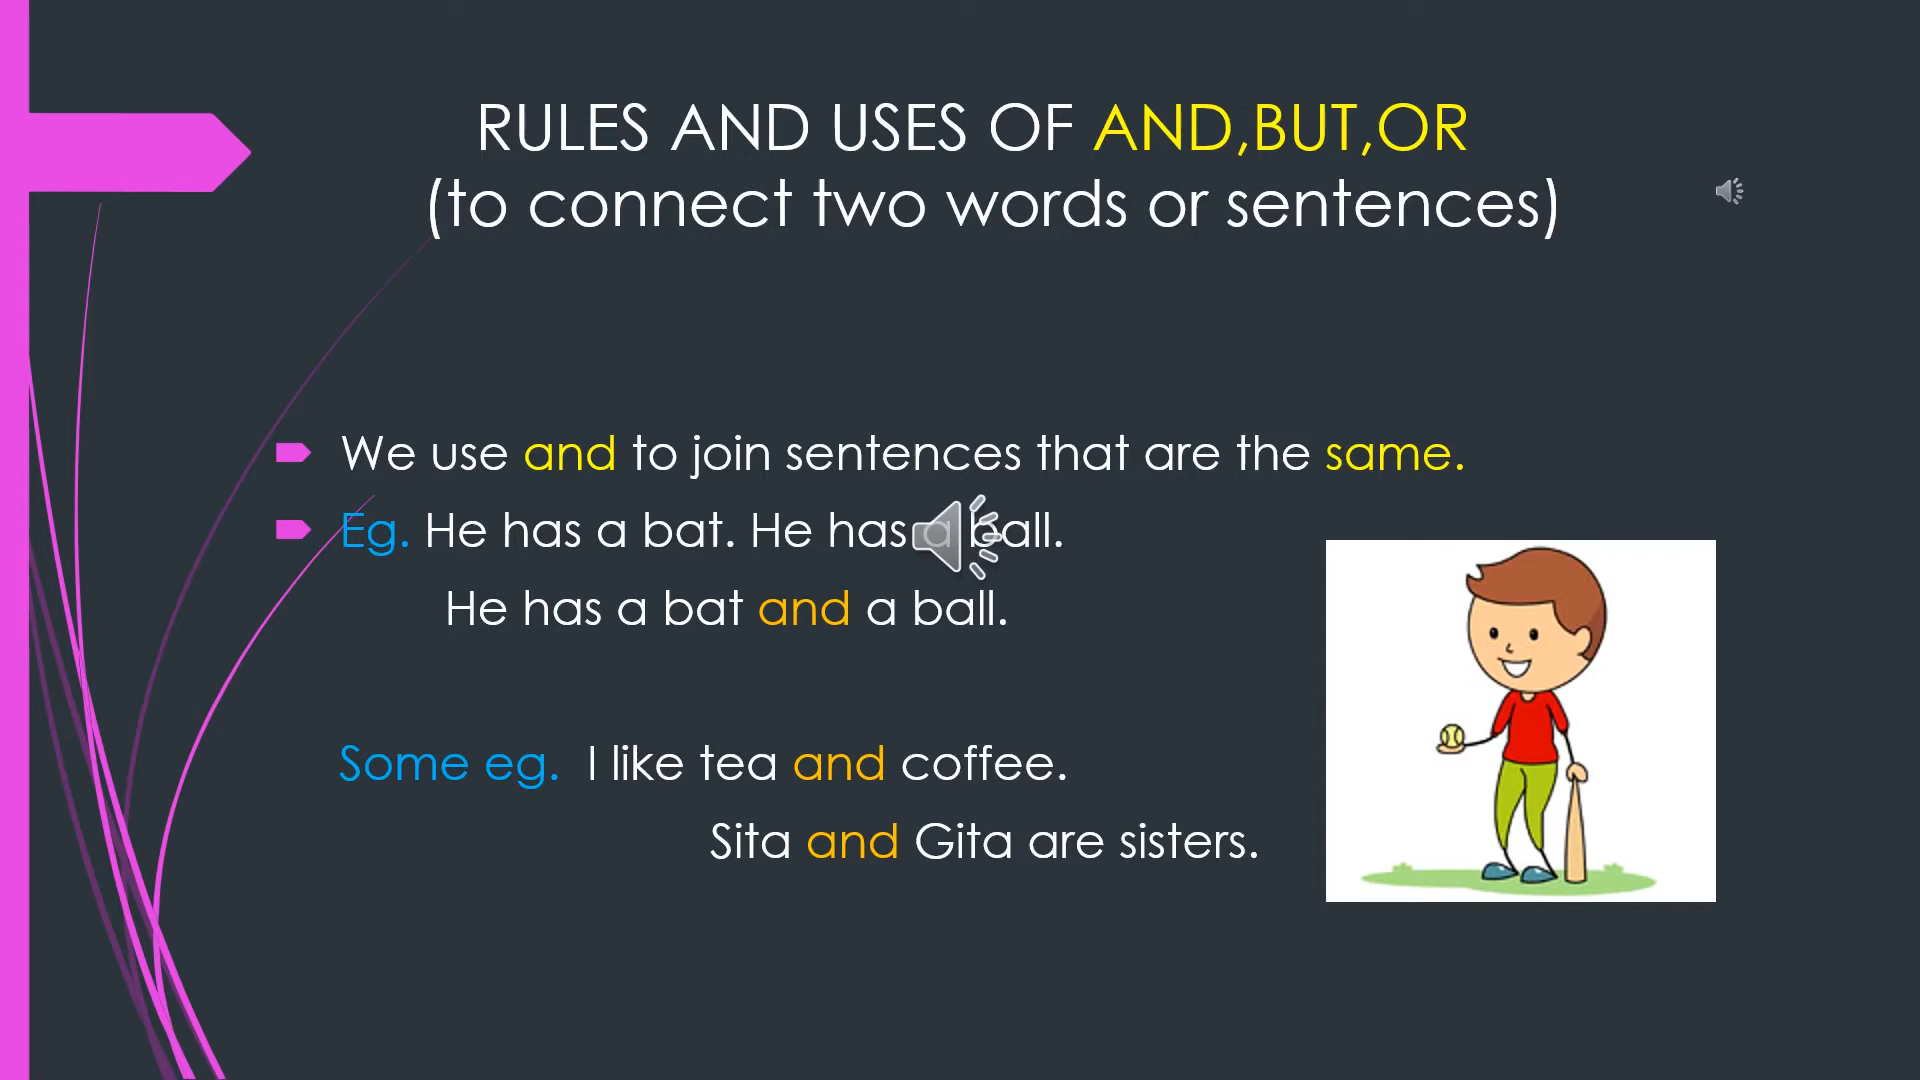 RULES AND USES OF AND,BUT,OR
(to connect two words or sentences)
We use and to join sentences that are the same.
Eg. He has a bat. He has a ball.
He has a bat and a ball.
Some eg. I like tea and coffee.
Sita and Gita are sisters.